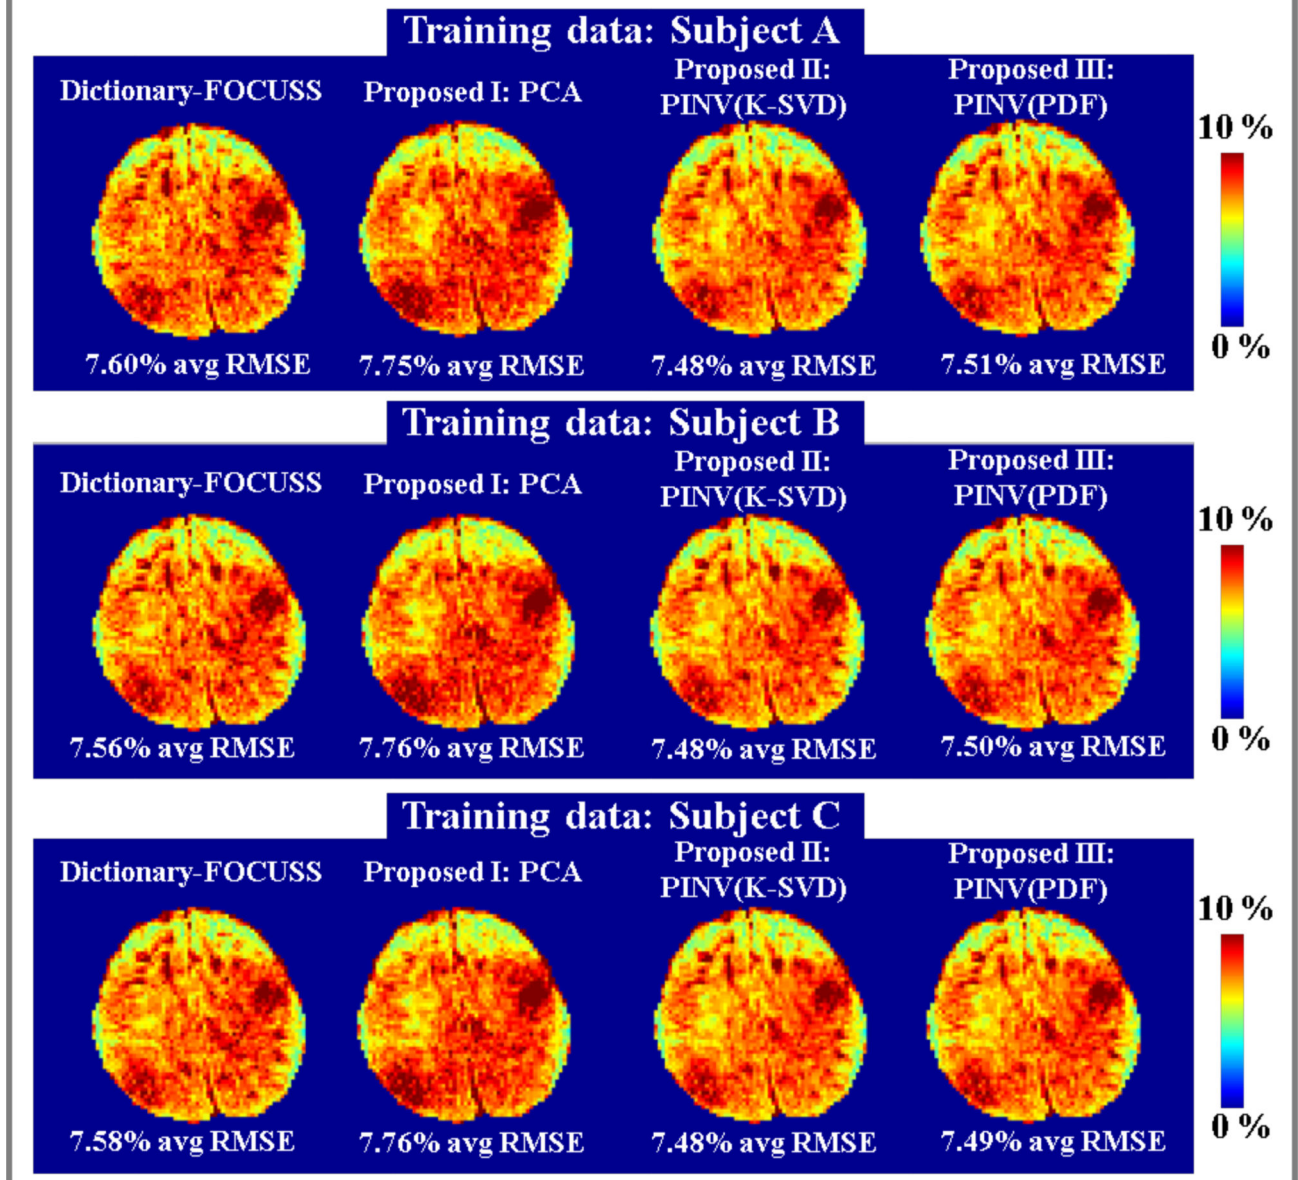 Training data: Subject A
Dictionary-FOCUSS
Proposed I: PCA
Proposed II:
PINV(K-SVD)
Proposed III:
PINV(PDF)
10 %
0 %
7.60% avg RMSE
7.75% avg RMSE
7.48% avg RMSE
7.51% avg RMSE
Training data: Subject B
Dictionary-FOCUSS
Proposed I: PCA
Proposed II:
PINV(K-SVD)
Proposed III:
PINV(PDF)
10 %
0 %
7.56% avg RMSE
7.76% avg RMSE
7.48% avg RMSE
7.50% avg RMSE
Training data: Subject C
Dictionary-FOCUSS
Proposed I: PCA
Proposed II:
PINV(K-SVD)
Proposed III:
PINV(PDF)
10 %
0 %
7.58% avg RMSE
7.76% avg RMSE
7.48% avg RMSE
7.49% avg RMSE